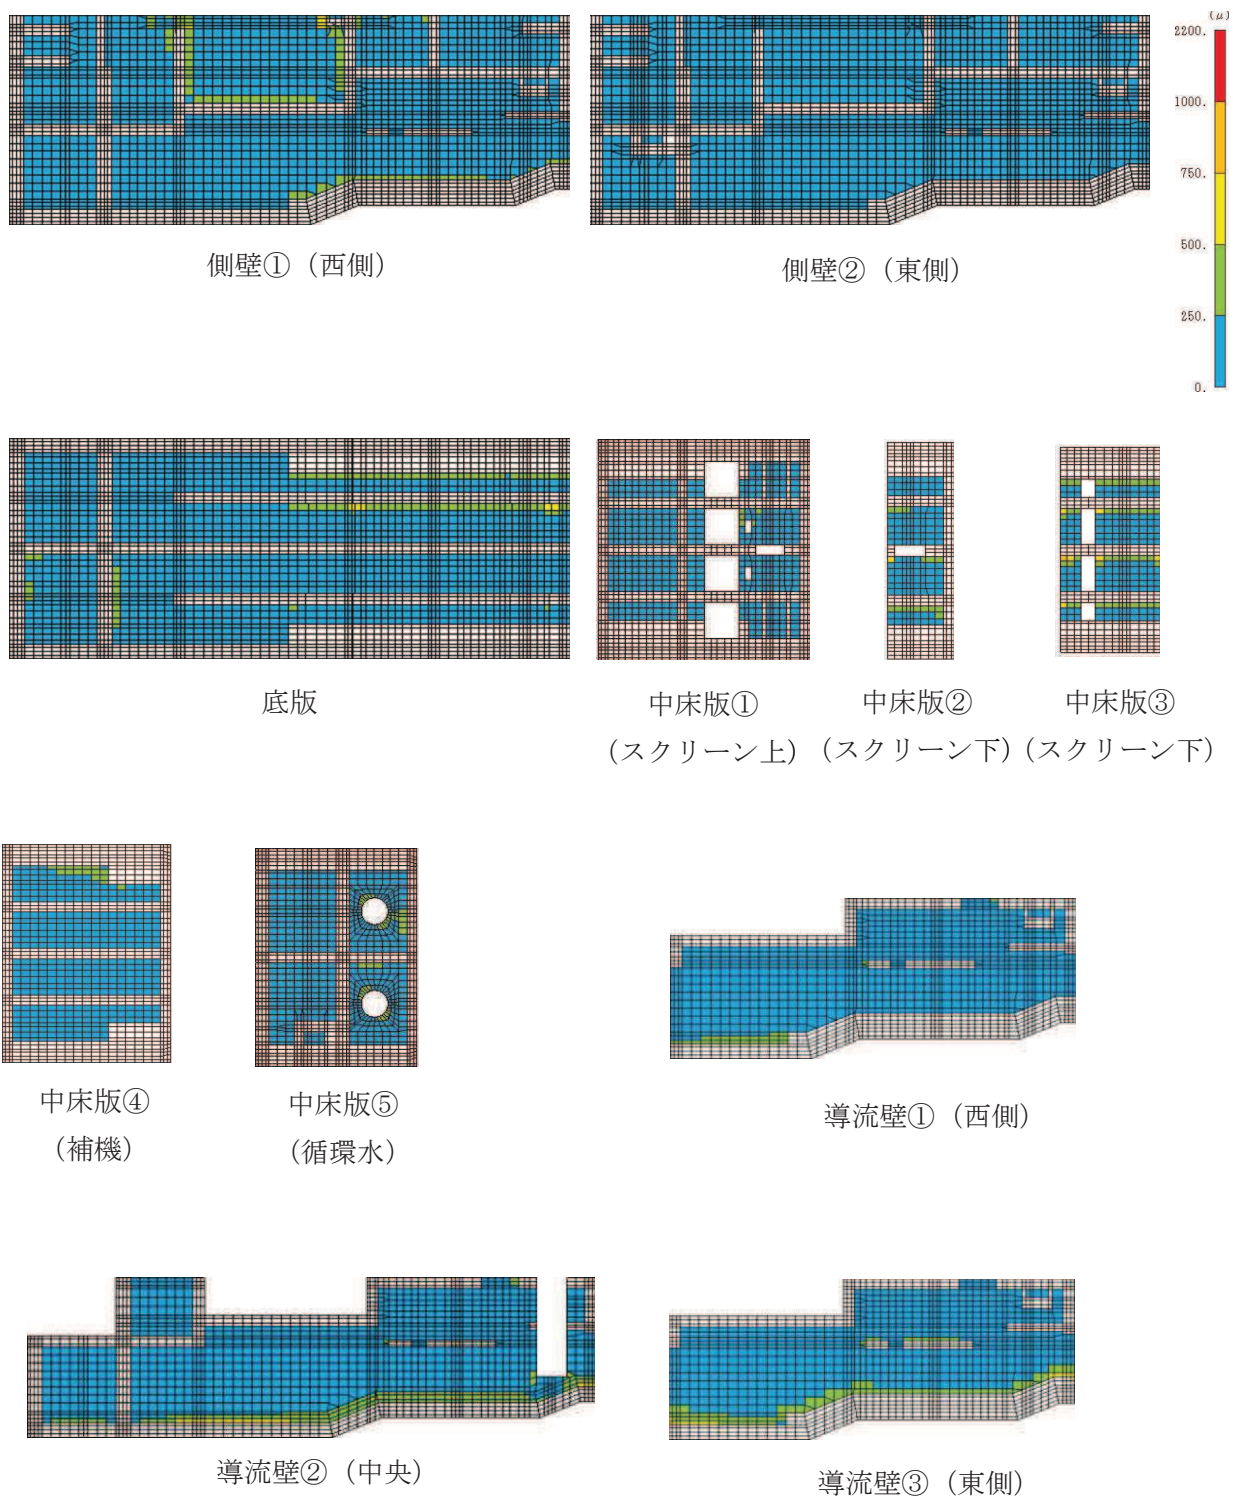 (μ)
2200.
1000.
750.
500.
250.
0.
側壁①（西側）
側壁②（東側）
底版
中床版①
（スクリーン上）
中床版②
（スクリーン下）
中床版③
（スクリーン下）
中床版④
（補機）
中床版⑤
（循環水）
導流壁①（西側）
導流壁②（中央）
導流壁③（東側）